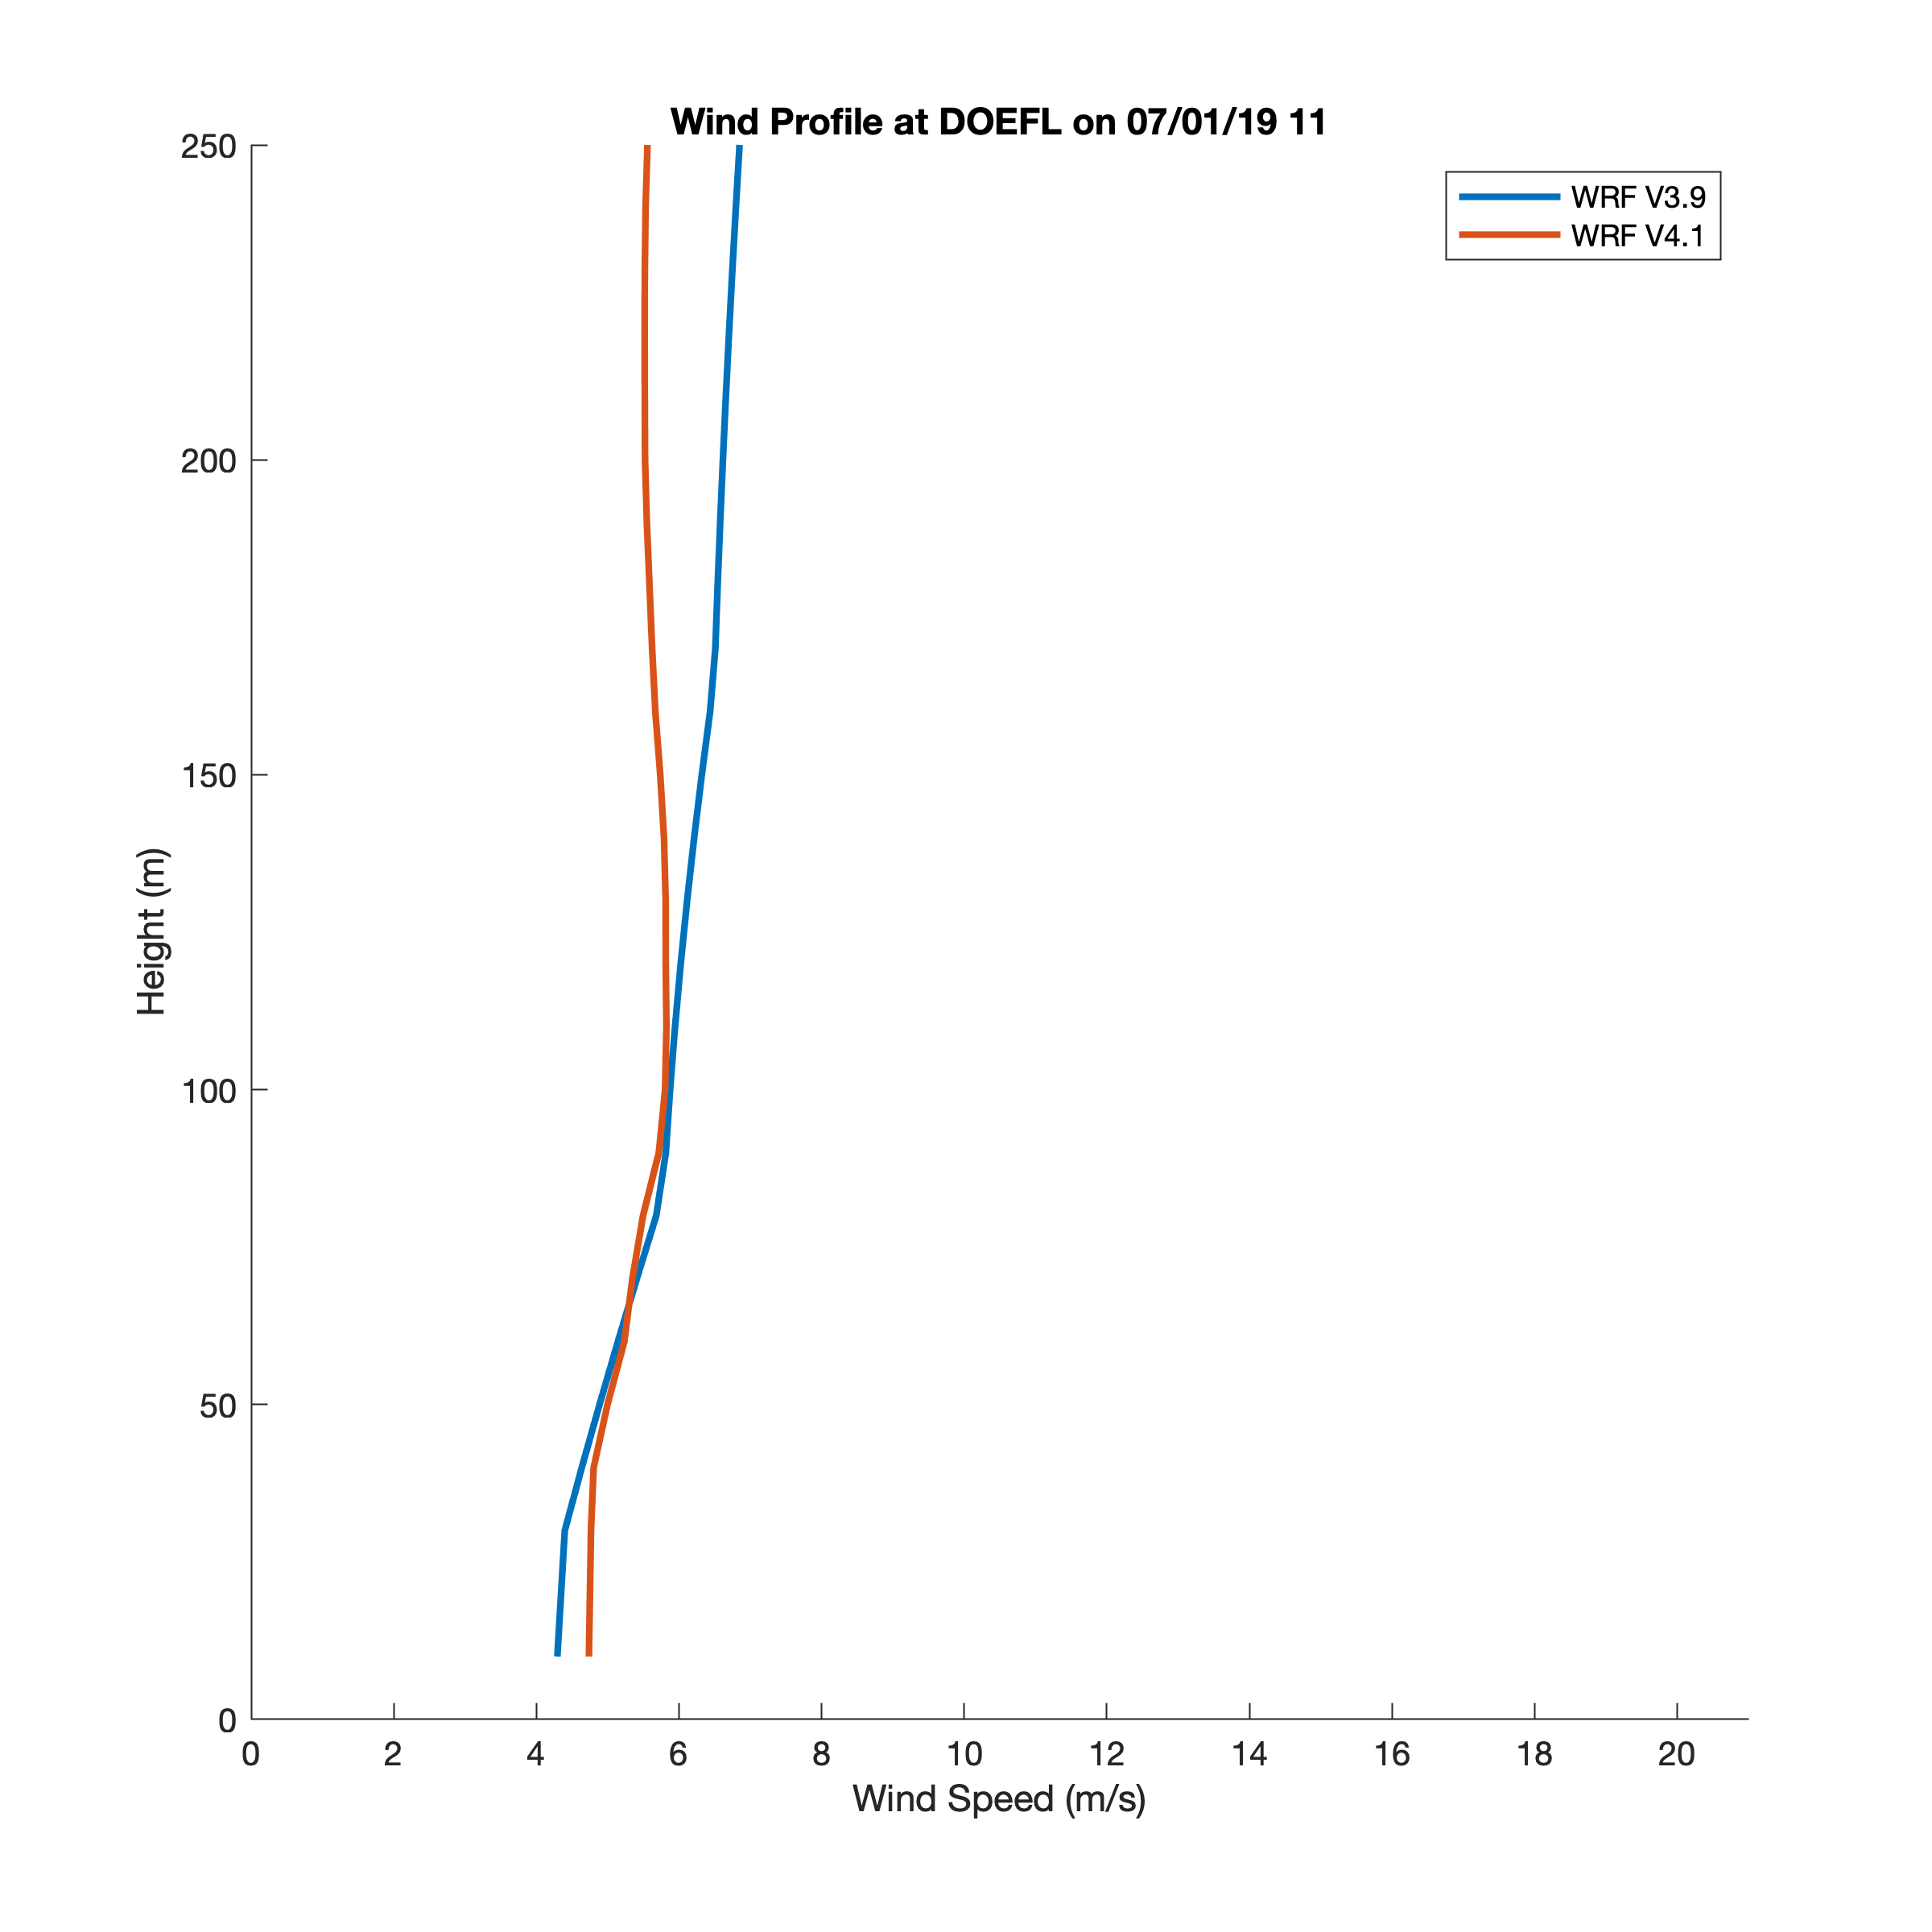 Wind Profile at DOEFL on 07/01/19 11
WRF V3.9
WRF V4.1
250
200
150
100
50
0
Height (m)
0 2 4 6 8 10 12 14 16 18 20
Wind Speed (m/s)